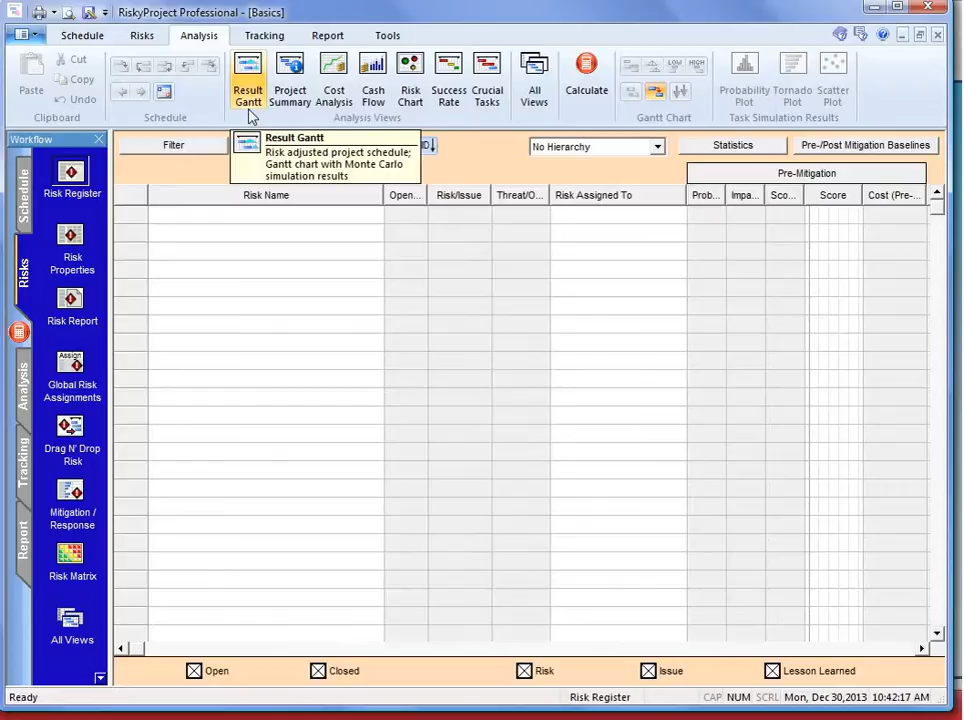 RiskyProject Professional - [Basics]
Schedule Risks Analysis Tracking Report Tools
Paste
Cut
Copy
Undo
Clipboard
Schedule
Result Gantt
Project Summary
Cost Analysis
Cash Flow
Risk Chart
Success Rate
Crucial Tasks
Analysis Views
All Views
Calculate
LOW HIGH
Gantt Chart
Probability Plot
Tornado Plot
Scatter Plot
Task Simulation Results
Workflow
Filter
Result Gantt
Risk adjusted project schedule;
Gantt chart with Monte Carlo
simulation results
No Hierarchy
Statistics
Pre-/Post Mitigation Baselines
Pre-Mitigation
Risk Name Open... Risk/Issue Threat/O... Risk Assigned To Prob... Impa... Sco... Score Cost (Pre-...
Schedule
Risks
Analysis
Tracking
Report
Risk Register
Risk
Properties
Risk Report
Assign
Global Risk
Assignments
Drag N' Drop
Risk
Mitigation /
Response
Risk Matrix
All Views
Open Closed Risk Issue Lesson Learned
Ready Risk Register CAP NUM SCRL Mon, Dec 30,2013 10:42:17 AM